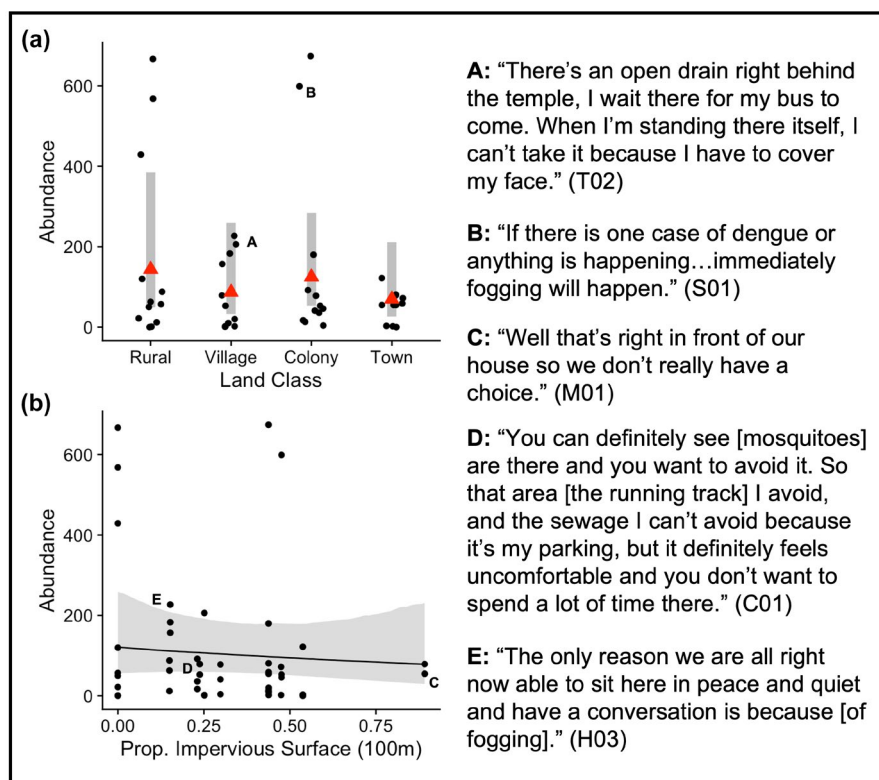 (a)
600
400
200
0
Abundance
B
A
Rural Village Colony Town
Land Class
(b)
600
400
200
0
Abundance
E
D
C
0.00 0.25 0.50 0.75
Prop. Impervious Surface (100m)
A: “There’s an open drain right behind
the temple, I wait there for my bus to
come. When I’m standing there itself, I
can’t take it because I have to cover
my face.” (T02)
B: “If there is one case of dengue or
anything is happening…immediately
fogging will happen.” (S01)
C: “Well that’s right in front of our
house so we don’t really have a
choice.” (M01)
D: “You can definitely see [mosquitoes]
are there and you want to avoid it. So
that area [the running track] I avoid,
and the sewage I can’t avoid because
it’s my parking, but it definitely feels
uncomfortable and you don’t want to
spend a lot of time there.” (C01)
E: “The only reason we are all right
now able to sit here in peace and quiet
and have a conversation is because [of
fogging].” (H03)